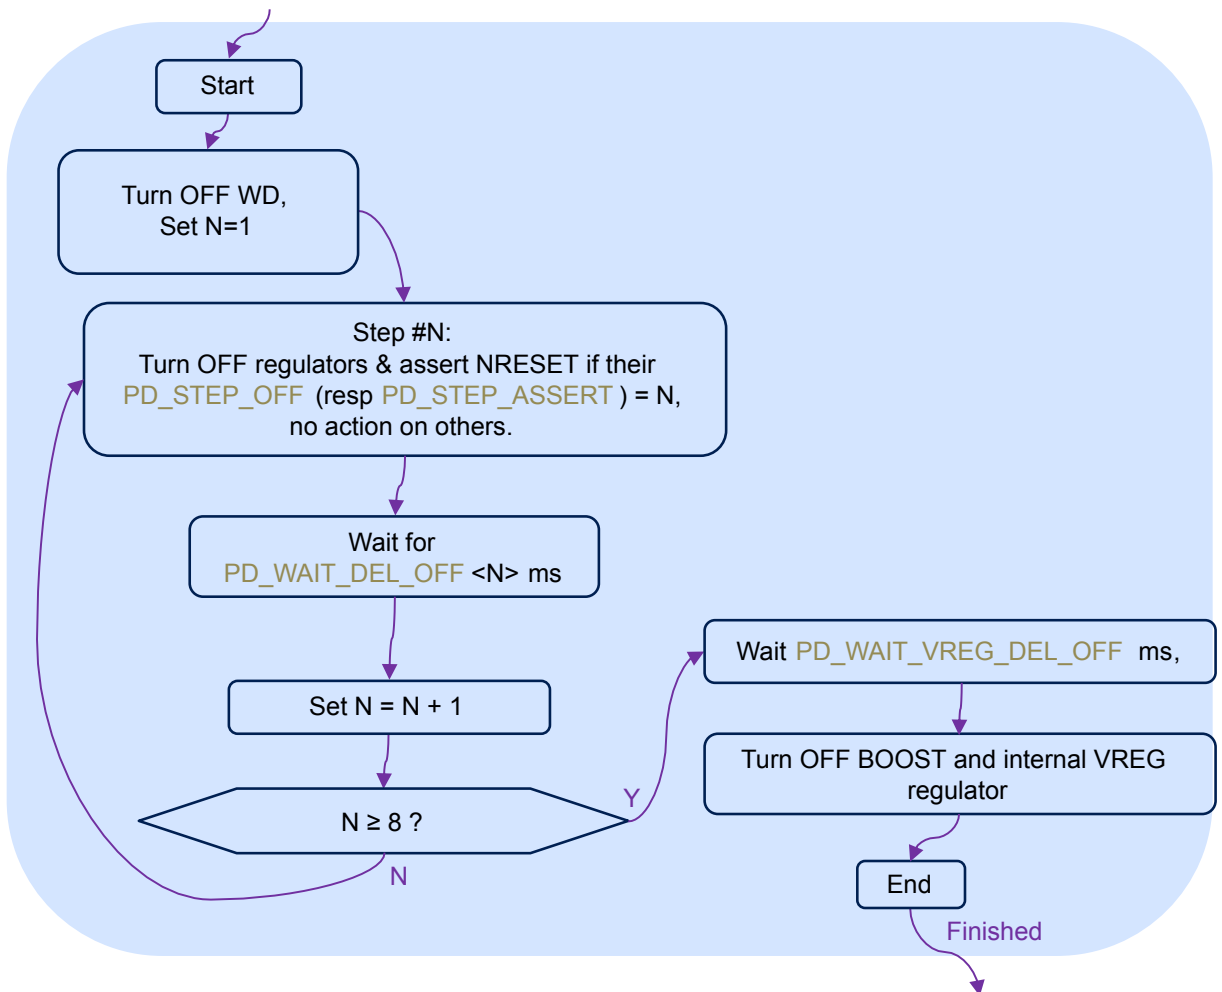 Start
Turn OFF WD,
Set N=1
Step #N:
Turn OFF regulators & assert NRESET if their
PD_STEP_OFF (resp PD_STEP_ASSERT ) = N,
no action on others.
Wait for
PD_WAIT_DEL_OFF <N> ms
Set N = N + 1
N ≥ 8 ?
Y
N
Wait PD_WAIT_VREG_DEL_OFF ms,
Turn OFF BOOST and internal VREG
regulator
End
Finished